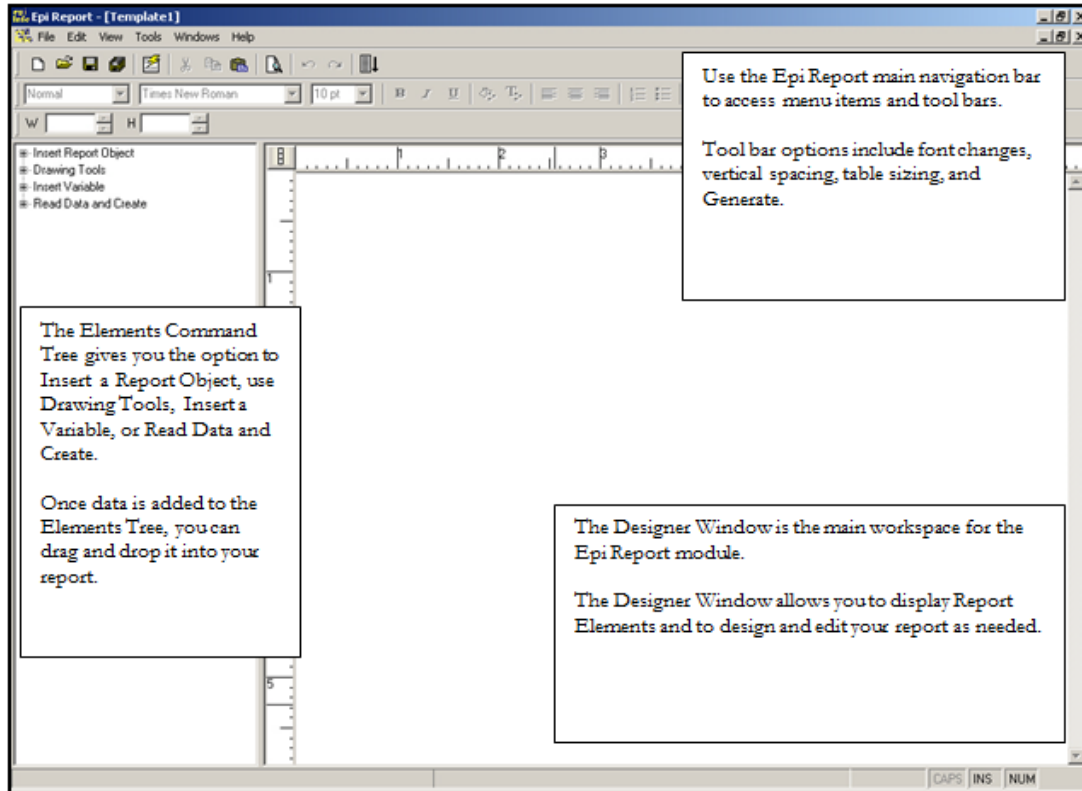 Epi Report - [Template1]
File Edit View Tools Windows Help
Normal Times New Roman 10 pt B I U
W H
Insert Report Object
Drawing Tools
Insert Variable
Read Data and Create
1 2 3
1
5
Use the Epi Report main navigation bar
to access menu items and tool bars.
Tool bar options include font changes,
vertical spacing, table sizing, and
Generate.
The Elements Command
Tree gives you the option to
Insert a Report Object, use
Drawing Tools, Insert a
Variable, or Read Data and
Create.
Once data is added to the
Elements Tree, you can
drag and drop it into your
report.
The Designer Window is the main workspace for the
Epi Report module.
The Designer Window allows you to display Report
Elements and to design and edit your report as needed.
CAPS INS NUM